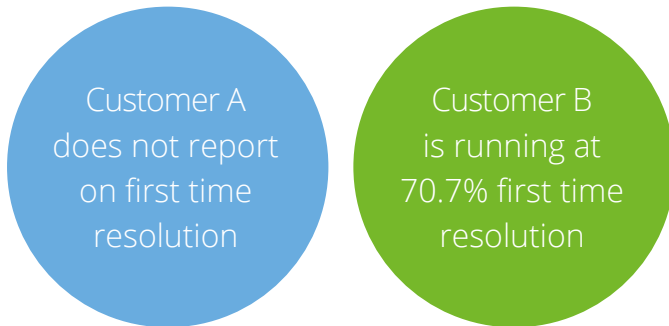 Customer A
does not report
on first time
resolution
Customer B
is running at
70.7% first time
resolution